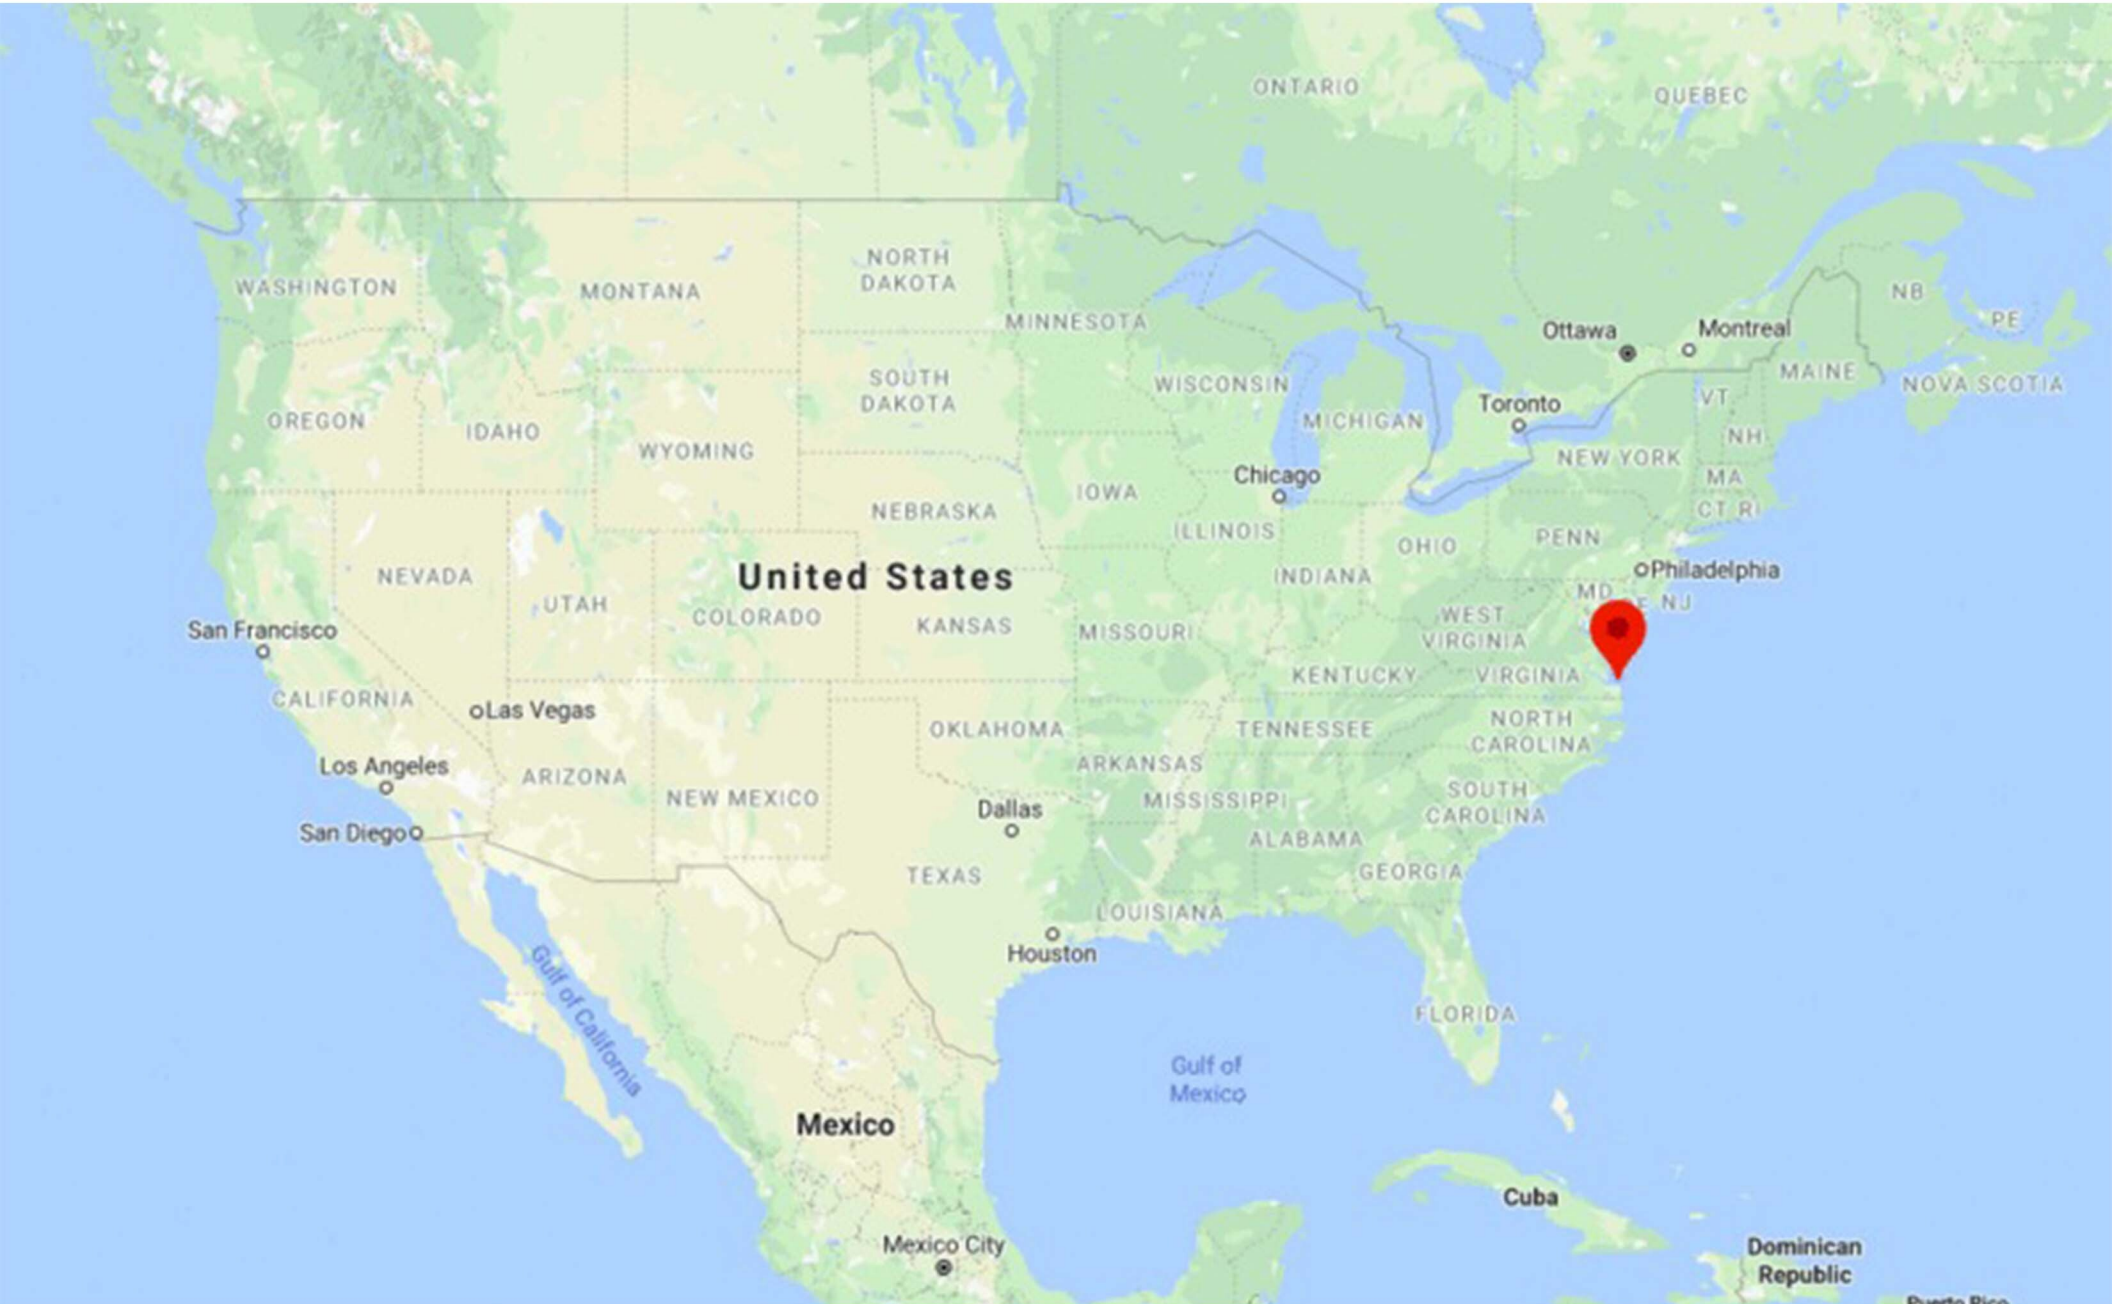 ONTARIO
QUEBEC
WASHINGTON
MONTANA
NORTH
DAKOTA
MINNESOTA
NB
PE
Ottawa
Montreal
MAINE
NOVA SCOTIA
OREGON
IDAHO
WYOMING
SOUTH
DAKOTA
WISCONSIN
MICHIGAN
Toronto
VT
NH
NEW YORK
MA
CT RI
Chicago
IOWA
NEBRASKA
ILLINOIS
INDIANA
OHIO
PENN
Philadelphia
MD
NJ
NEVADA
UTAH
United States
COLORADO
KANSAS
MISSOURI
WEST
VIRGINIA
KENTUCKY
VIRGINIA
San Francisco
CALIFORNIA
Las Vegas
Los Angeles
San Diego
ARIZONA
NEW MEXICO
OKLAHOMA
ARKANSAS
TENNESSEE
NORTH
CAROLINA
SOUTH
CAROLINA
MISSISSIPPI
ALABAMA
GEORGIA
Dallas
TEXAS
LOUISIANA
Houston
FLORIDA
Gulf of California
Gulf of
Mexico
Mexico
Mexico City
Cuba
Dominican
Republic
Puerto Rico